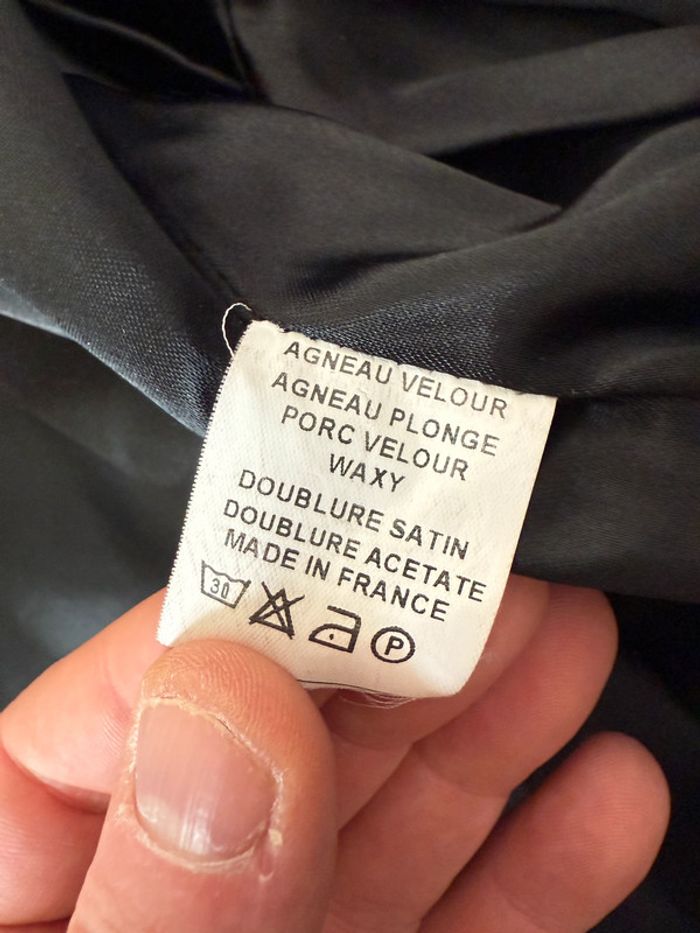 AGNEAU VELOUR
AGNEAU PLONGE
PORC VELOUR
WAXY
DOUBLURE SATIN
DOUBLURE ACETATE
MADE IN FRANCE
30 P